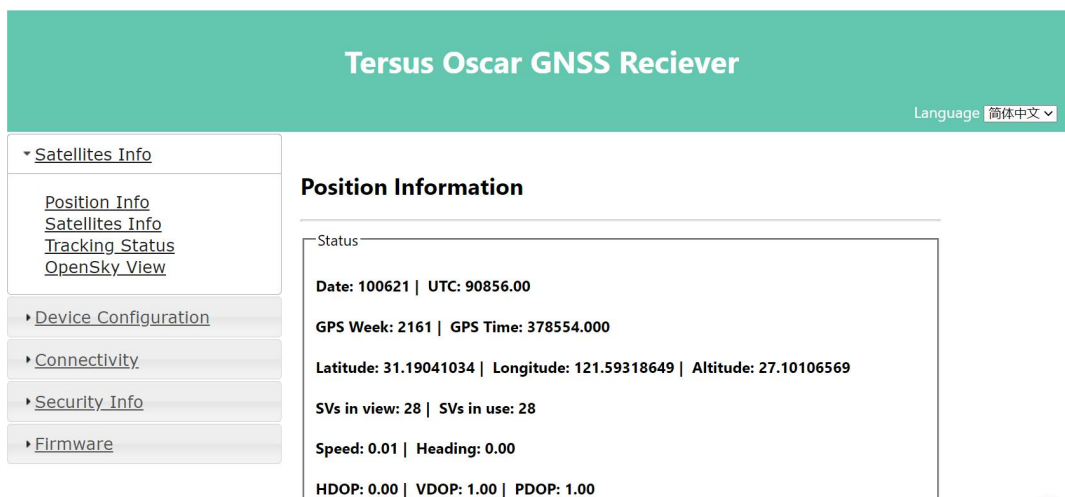 Tersus Oscar GNSS Reciever
Language 简体中文
Satellites Info
Position Info
Satellites Info
Tracking Status
OpenSky View
Device Configuration
Connectivity
Security Info
Firmware
Position Information
Status
Date: 100621 | UTC: 90856.00
GPS Week: 2161 | GPS Time: 378554.000
Latitude: 31.19041034 | Longitude: 121.59318649 | Altitude: 27.10106569
SVs in view: 28 | SVs in use: 28
Speed: 0.01 | Heading: 0.00
HDOP: 0.00 | VDOP: 1.00 | PDOP: 1.00